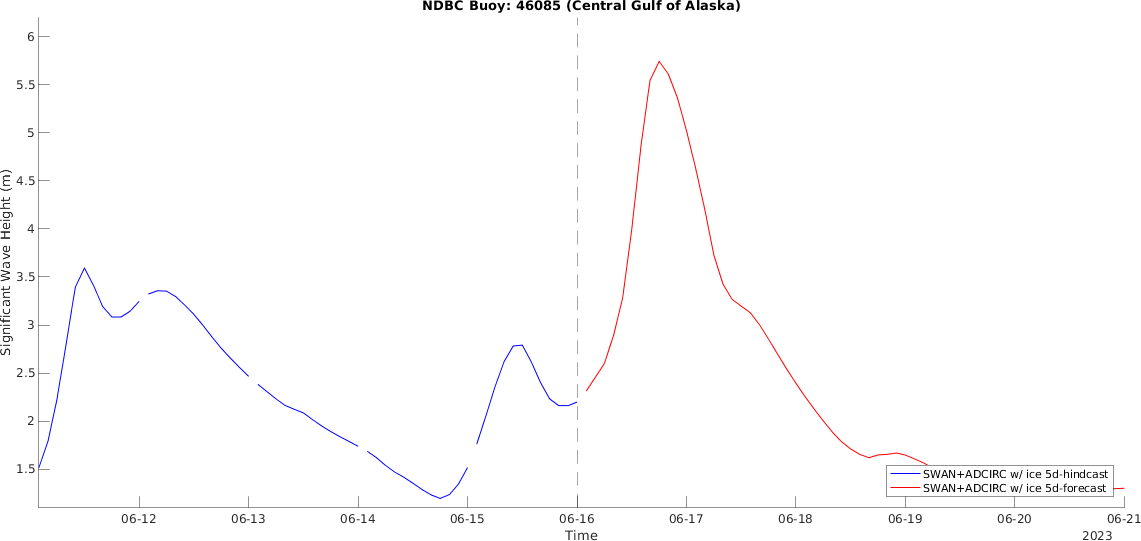 NDBC Buoy: 46085 (Central Gulf of Alaska)
6
5.5
5
4.5
4
3.5
3
2.5
2
1.5
Significant Wave Height (m)
SWAN+ADCIRC w/ ice 5d-hindcast
SWAN+ADCIRC w/ ice 5d-forecast
06-12 06-13 06-14 06-15 06-16 06-17 06-18 06-19 06-20 06-21
Time
2023